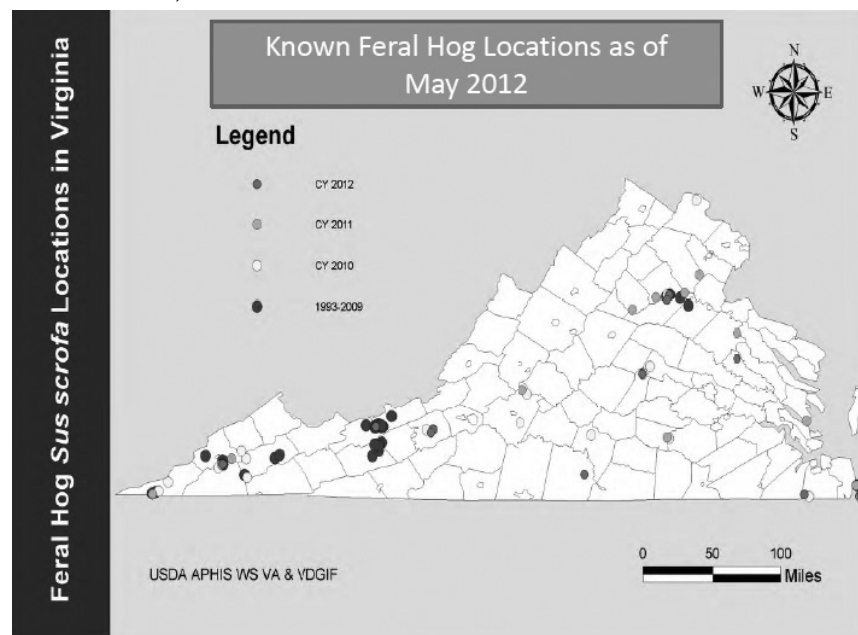 Feral Hog Sus scrofa Locations in Virginia
Known Feral Hog Locations as of
May 2012
N
W E
S
Legend
CY 2012
CY 2011
CY 2010
1993-2009
USDA APHIS WS VA & VDGIF
0 50 100
Miles